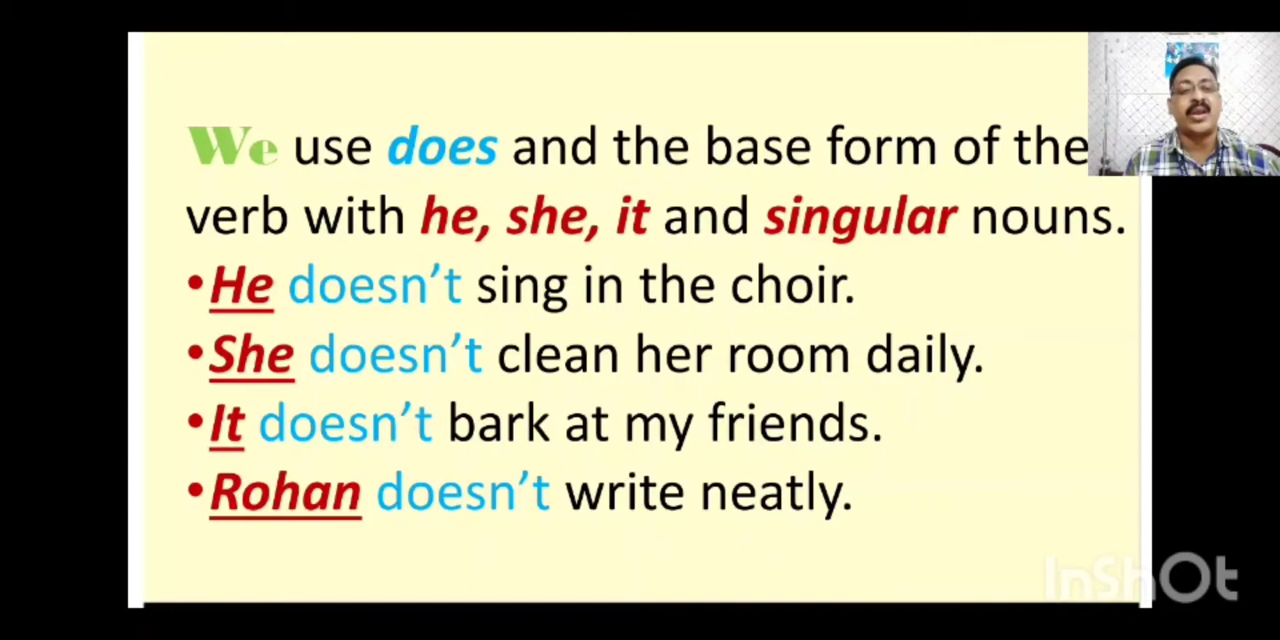 We use does and the base form of the
verb with he, she, it and singular nouns.
•He doesn’t sing in the choir.
•She doesn’t clean her room daily.
•It doesn’t bark at my friends.
•Rohan doesn’t write neatly.
InShOt